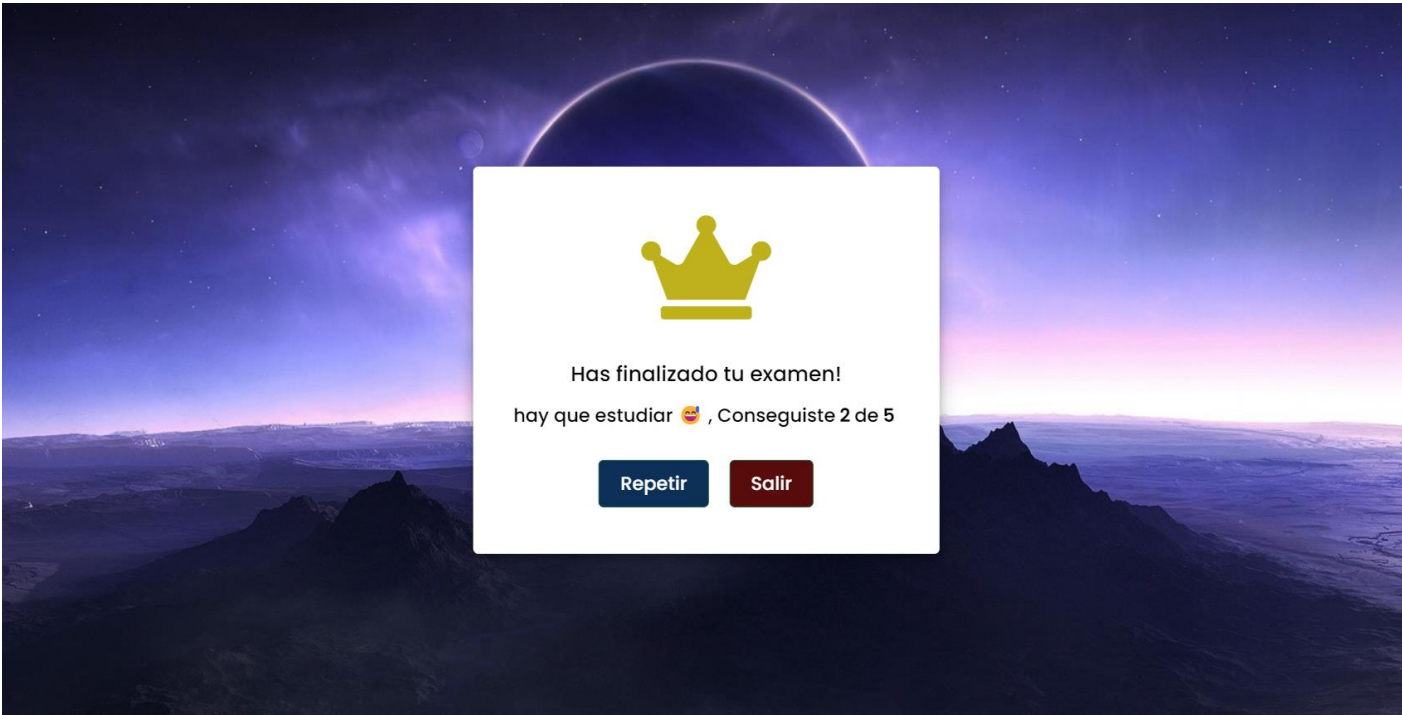 Has finalizado tu examen!
hay que estudiar 😅 , Conseguiste 2 de 5
Repetir Salir